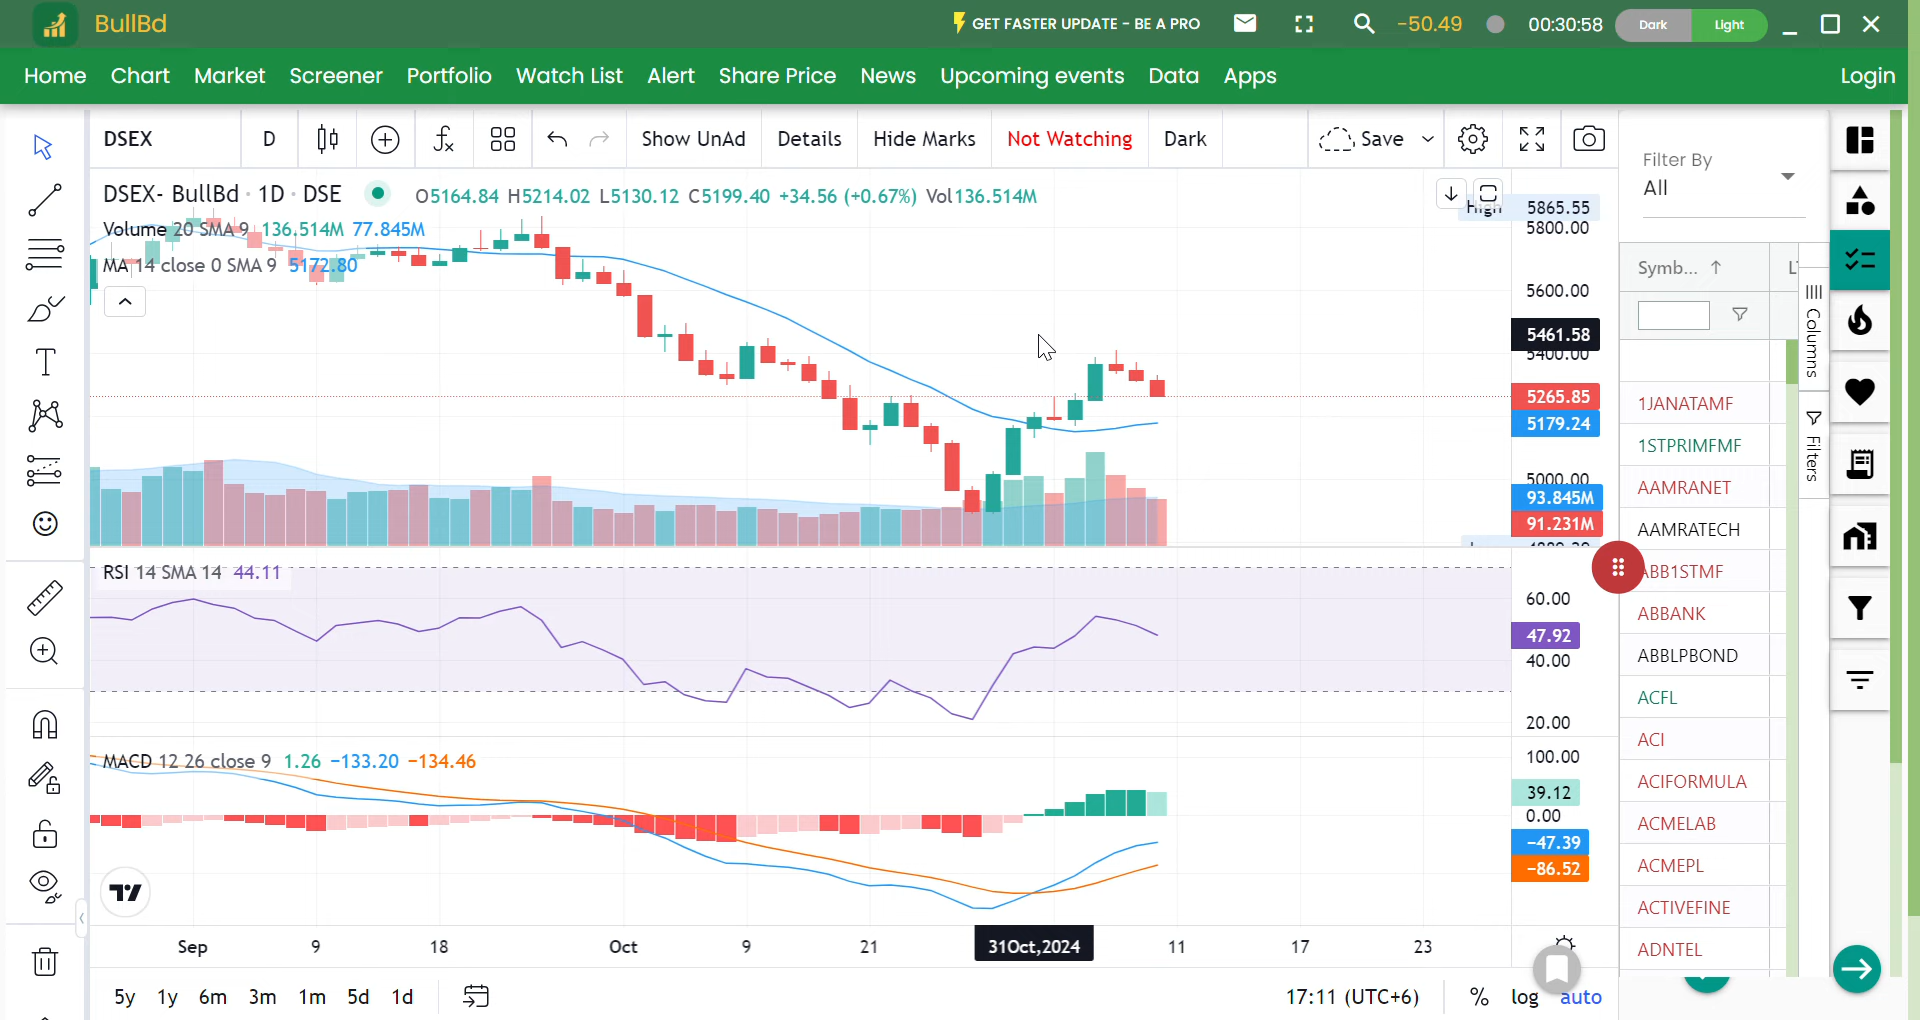 BullBd
GET FASTER UPDATE - BE A PRO
-50.49
00:30:58
Dark
Light
Home
Chart
Market
Screener
Portfolio
Watch List
Alert
Share Price
News
Upcoming events
Data
Apps
Login
DSEX
D
Show UnAd
Details
Hide Marks
Not Watching
Dark
Save
DSEX- BullBd · 1D · DSE
O5164.84 H5214.02 L5130.12 C5199.40 +34.56 (+0.67%) Vol136.514M
Volume 20 SMA 9 136.514M 77.845M
MA 14 close 0 SMA 9 5172.80
High 5865.55
5800.00
5600.00
5461.58
5400.00
5265.85
5179.24
5000.00
93.845M
91.231M
RSI 14 SMA 14 44.11
60.00
47.92
40.00
20.00
MACD 12 26 close 9 1.26 −133.20 −134.46
100.00
39.12
0.00
−47.39
−86.52
Sep
9
18
Oct
9
21
31Oct,2024
11
17
23
5y
1y
6m
3m
1m
5d
1d
17:11 (UTC+6)
%
log
auto
Filter By
All
Symb...
Columns
Filters
1JANATAMF
1STPRIMFMF
AAMRANET
AAMRATECH
ABB1STMF
ABBANK
ABBLPBOND
ACFL
ACI
ACIFORMULA
ACMELAB
ACMEPL
ACTIVEFINE
ADNTEL